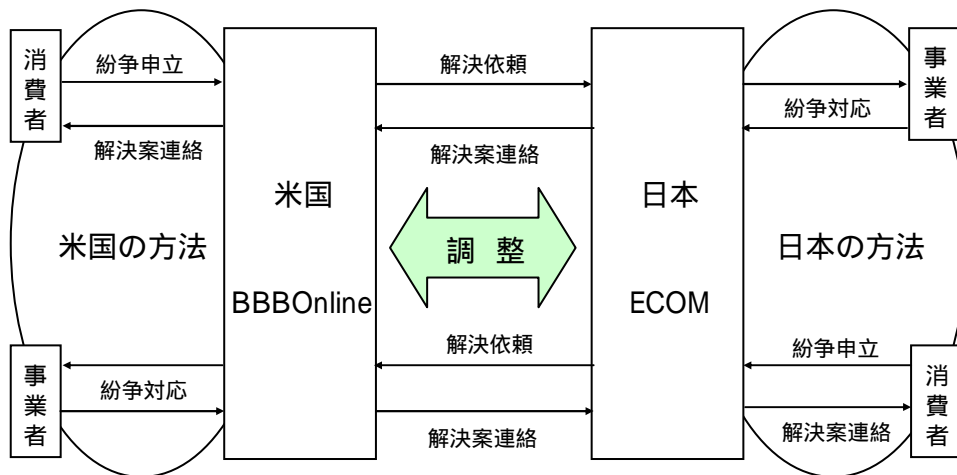 消費者
紛争申立
解決案連絡
米国の方法
事業者
紛争対応
米国
BBBOnline
解決依頼
解決案連絡
調 整
解決依頼
解決案連絡
日本
ECOM
事業者
紛争対応
日本の方法
紛争申立
消費者
解決案連絡